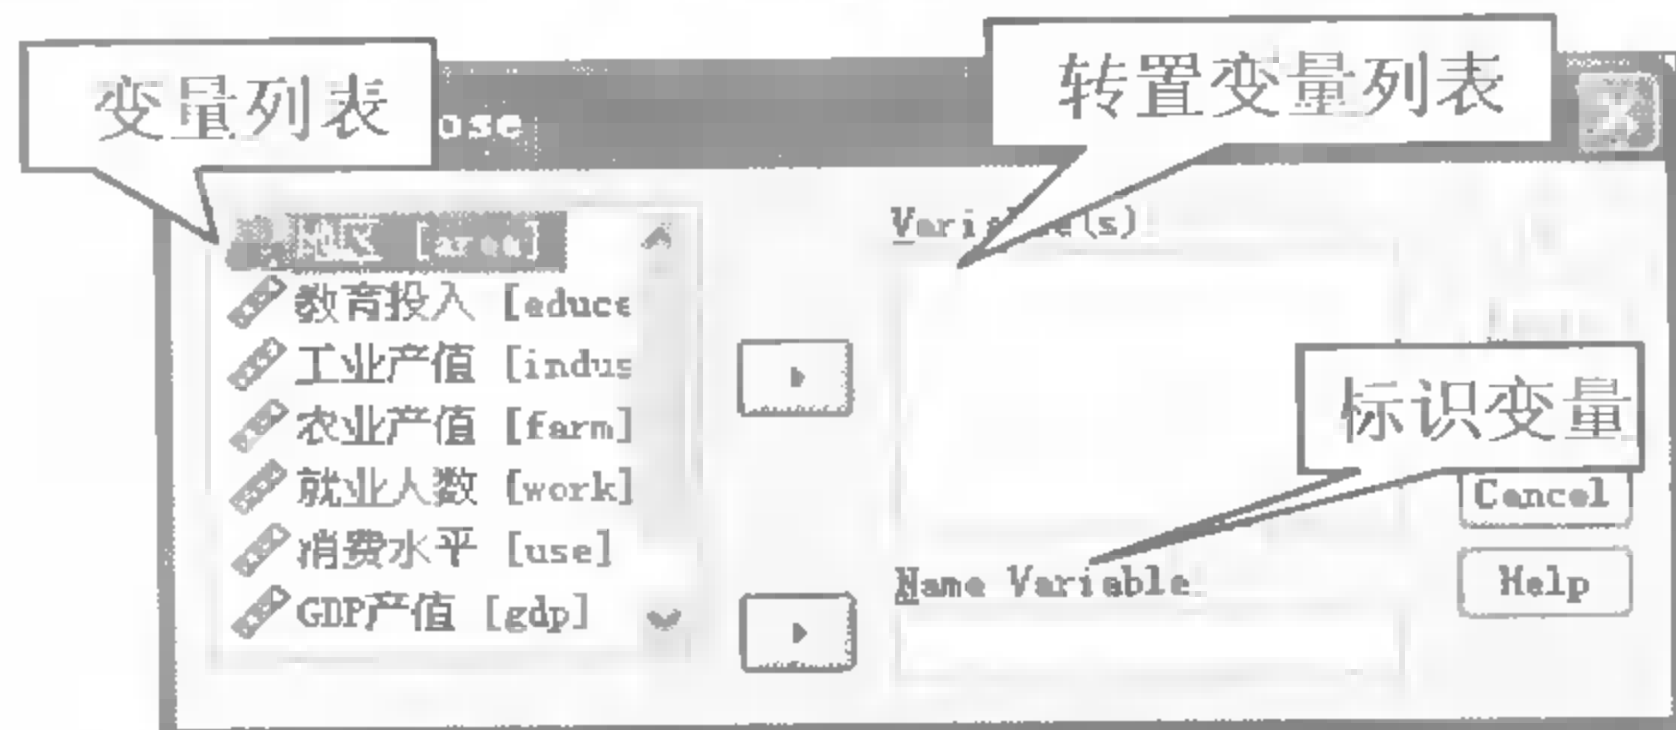 变量列表
转置变量列表
ose
地区 [area]
Vari e(s)
教育投入 [educa
工业产值 [indus
标识变量
农业产值 [farm]
就业人数 [work]
Cancel
消费水平 [use]
Name Variable
Help
GDP产值 [gdp]